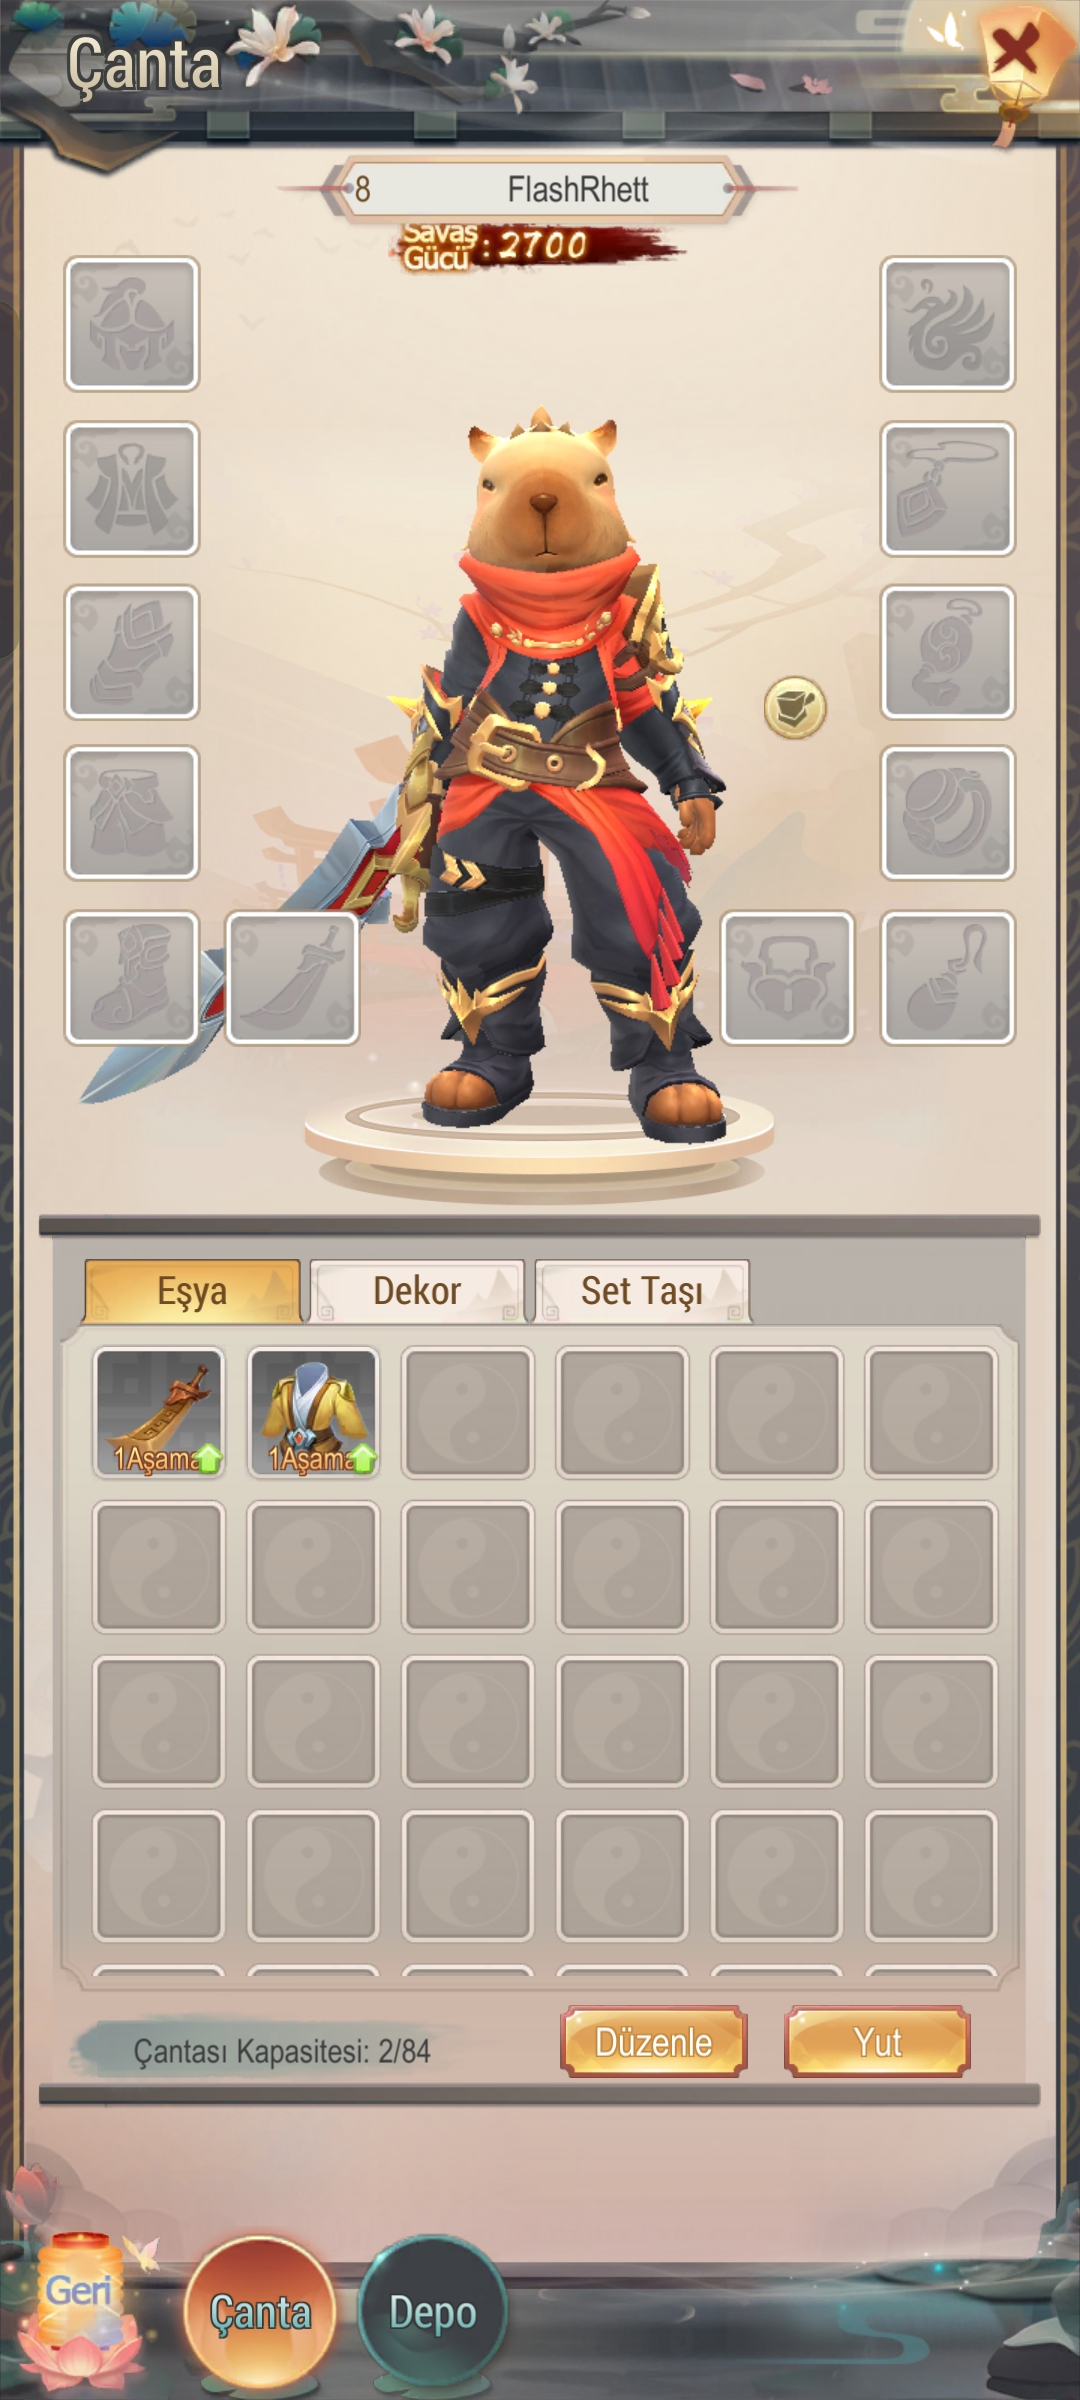 Çanta
8 FlashRhett
Savaş Gücü : 2700
Eşya Dekor Set Taşı
1Aşama 1Aşama
Çantası Kapasitesi: 2/84 Düzenle Yut
Geri Çanta Depo